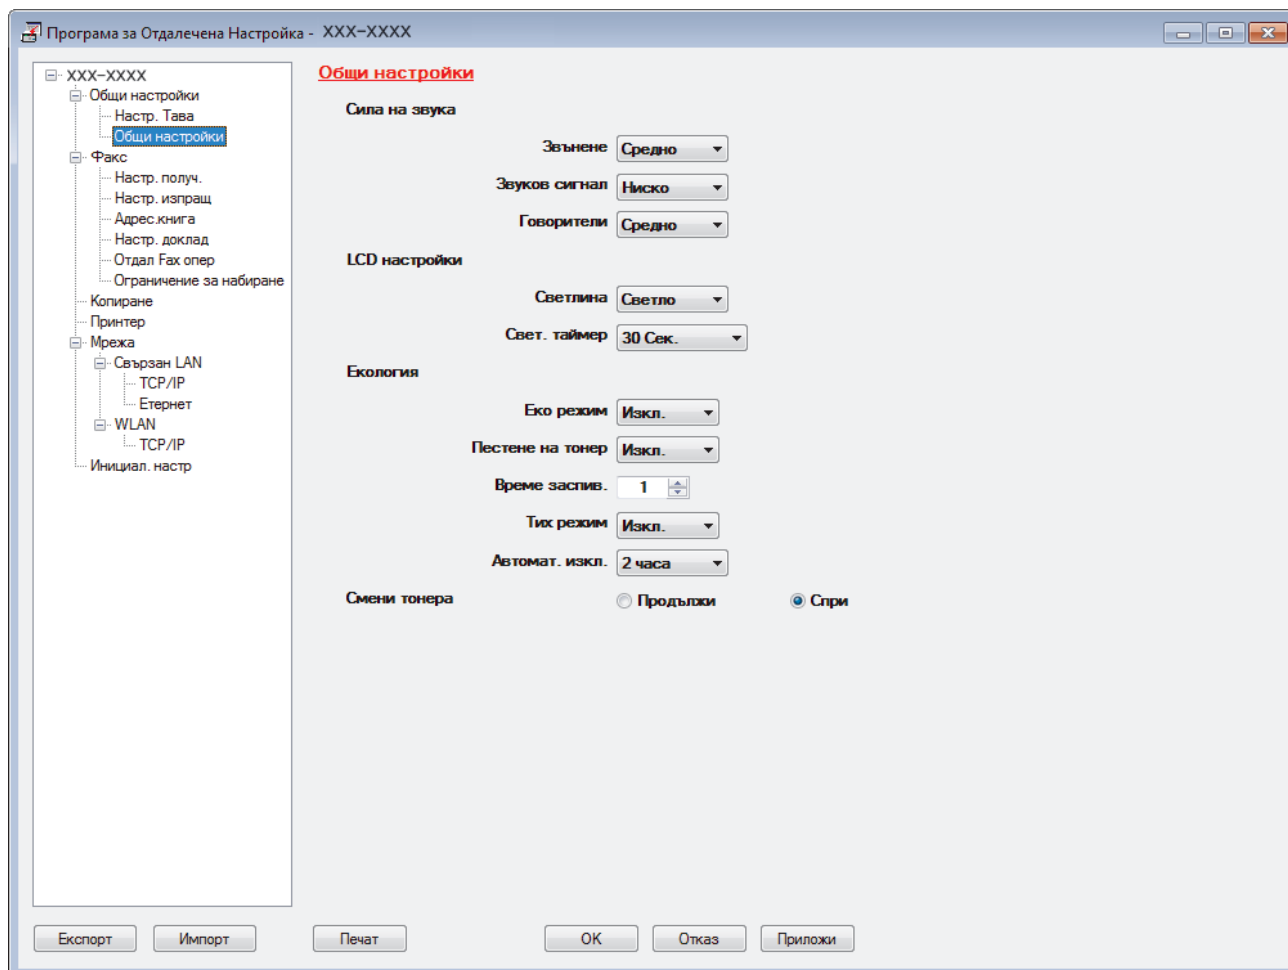 Програма за Отдалечена Настройка - XXX-XXXX
XXX-XXXX
Общи настройки
Настр. Тава
Общи настройки
Факс
Настр. получ.
Настр. изпращ
Адрес.книга
Настр. доклад
Отдал Fax опер
Ограничение за набиране
Копиране
Принтер
Мрежа
Свързан LAN
TCP/IP
Етернет
WLAN
TCP/IP
Инициал. настр
Общи настройки
Сила на звука
Звънене Средно
Звуков сигнал Ниско
Говорители Средно
LCD настройки
Светлина Светло
Свет. таймер 30 Сек.
Екология
Еко режим Изкл.
Пестене на тонер Изкл.
Време заспив. 1
Тих режим Изкл.
Автомат. изкл. 2 часа
Смени тонера Продължи Спри
Експорт Импорт Печат OK Отказ Приложи